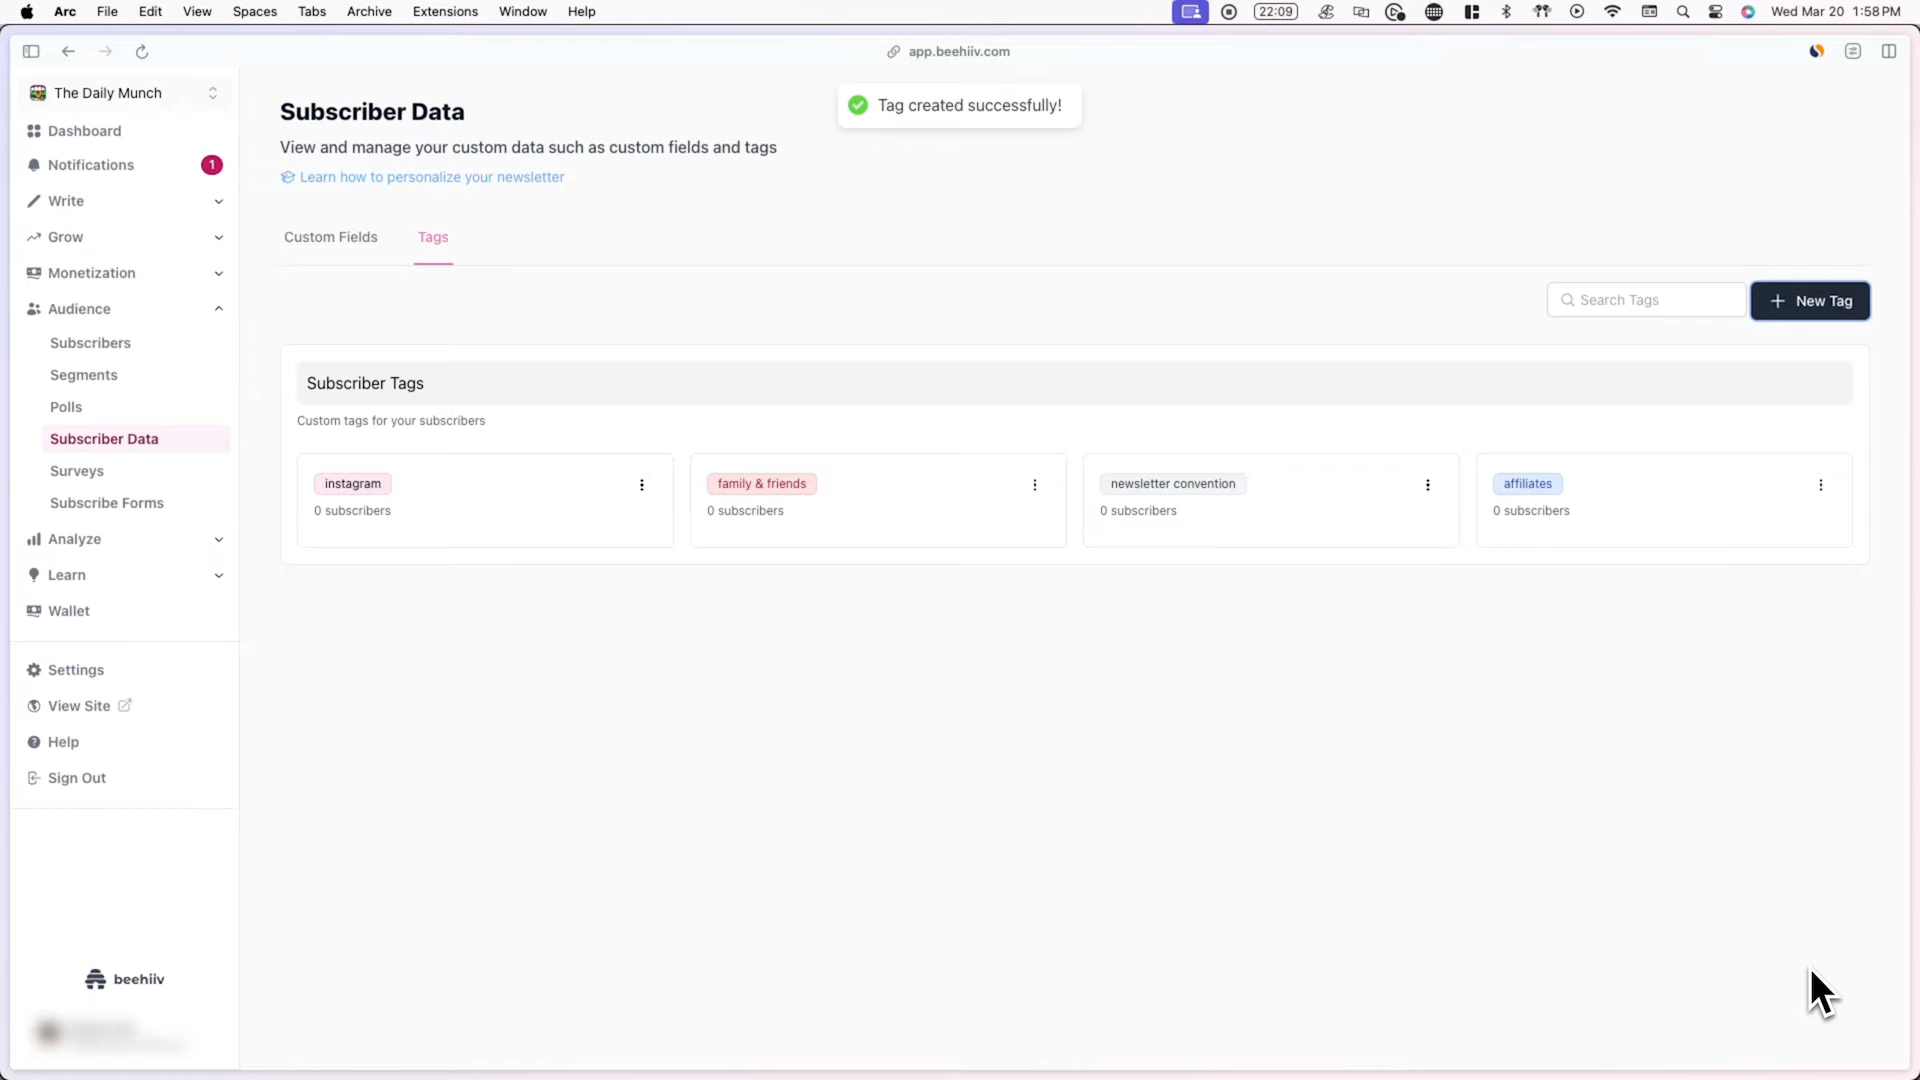 Arc File Edit View Spaces Tabs Archive Extensions Window Help 22:09 Wed Mar 20 1:58 PM
app.beehiiv.com
The Daily Munch
Dashboard
Notifications 1
Write
Grow
Monetization
Audience
Subscribers
Segments
Polls
Subscriber Data
Surveys
Subscribe Forms
Analyze
Learn
Wallet
Settings
View Site
Help
Sign Out
beehiiv
Subscriber Data
Tag created successfully!
View and manage your custom data such as custom fields and tags
Learn how to personalize your newsletter
Custom Fields Tags
Search Tags
New Tag
Subscriber Tags
Custom tags for your subscribers
instagram
0 subscribers
family & friends
0 subscribers
newsletter convention
0 subscribers
affiliates
0 subscribers